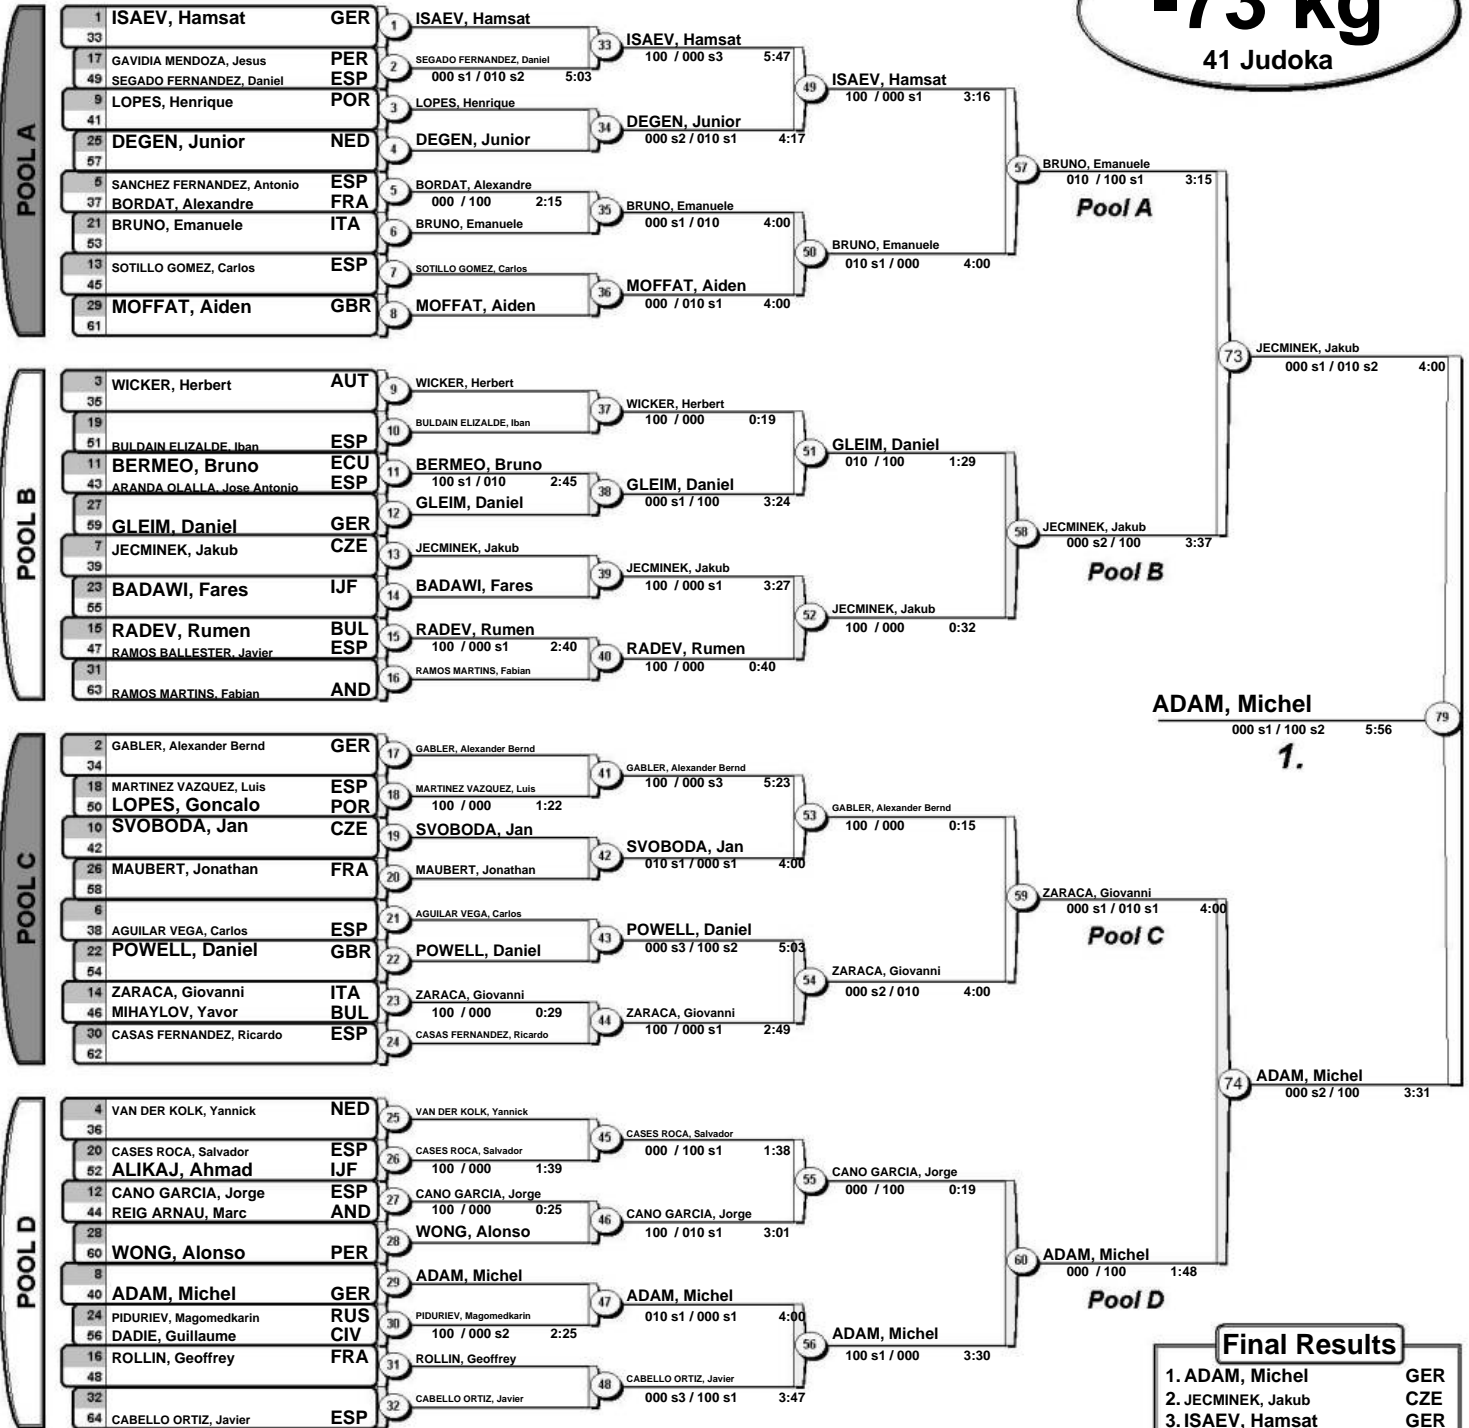 -73 kg
41 Judoka
POOL A
1 ISAEV, Hamsat GER
33
17 GAVIDIA MENDOZA, Jesus PER
49 SEGADO FERNANDEZ, Daniel ESP
9 LOPES, Henrique POR
41
25 DEGEN, Junior NED
57
5 SANCHEZ FERNANDEZ, Antonio ESP
37 BORDAT, Alexandre FRA
21 BRUNO, Emanuele ITA
53
13 SOTILLO GOMEZ, Carlos ESP
45
29 MOFFAT, Aiden GBR
61
1 ISAEV, Hamsat
2 SEGADO FERNANDEZ, Daniel
000 s1 / 010 s2 5:03
3 LOPES, Henrique
4 DEGEN, Junior
5 BORDAT, Alexandre
000 / 100 2:15
6 BRUNO, Emanuele
7 SOTILLO GOMEZ, Carlos
8 MOFFAT, Aiden
33 ISAEV, Hamsat
100 / 000 s3 5:47
34 DEGEN, Junior
000 s2 / 010 s1 4:17
35 BRUNO, Emanuele
000 s1 / 010 4:00
36 MOFFAT, Aiden
000 / 010 s1 4:00
49 ISAEV, Hamsat
100 / 000 s1 3:16
50 BRUNO, Emanuele
010 s1 / 000 4:00
57 BRUNO, Emanuele
010 / 100 s1 3:15
Pool A
POOL B
3 WICKER, Herbert AUT
35
19
51 BULDAIN ELIZALDE, Iban ESP
11 BERMEO, Bruno ECU
43 ARANDA OLALLA, Jose Antonio ESP
27
59 GLEIM, Daniel GER
7 JECMINEK, Jakub CZE
39
23 BADAWI, Fares IJF
55
15 RADEV, Rumen BUL
47 RAMOS BALLESTER, Javier ESP
31
63 RAMOS MARTINS, Fabian AND
9 WICKER, Herbert
10 BULDAIN ELIZALDE, Iban
11 BERMEO, Bruno
100 s1 / 010 2:45
12 GLEIM, Daniel
13 JECMINEK, Jakub
14 BADAWI, Fares
15 RADEV, Rumen
100 / 000 s1 2:40
16 RAMOS MARTINS, Fabian
37 WICKER, Herbert
100 / 000 0:19
38 GLEIM, Daniel
000 s1 / 100 3:24
39 JECMINEK, Jakub
100 / 000 s1 3:27
40 RADEV, Rumen
100 / 000 0:40
51 GLEIM, Daniel
010 / 100 1:29
52 JECMINEK, Jakub
100 / 000 0:32
58 JECMINEK, Jakub
000 s2 / 100 3:37
Pool B
73 JECMINEK, Jakub
000 s1 / 010 s2 4:00
ADAM, Michel 79
000 s1 / 100 s2 5:56
1.
POOL C
2 GABLER, Alexander Bernd GER
34
18 MARTINEZ VAZQUEZ, Luis ESP
50 LOPES, Goncalo POR
10 SVOBODA, Jan CZE
42
26 MAUBERT, Jonathan FRA
58
6
38 AGUILAR VEGA, Carlos ESP
22 POWELL, Daniel GBR
54
14 ZARACA, Giovanni ITA
46 MIHAYLOV, Yavor BUL
30 CASAS FERNANDEZ, Ricardo ESP
62
17 GABLER, Alexander Bernd
18 MARTINEZ VAZQUEZ, Luis
100 / 000 1:22
19 SVOBODA, Jan
20 MAUBERT, Jonathan
21 AGUILAR VEGA, Carlos
22 POWELL, Daniel
23 ZARACA, Giovanni
100 / 000 0:29
24 CASAS FERNANDEZ, Ricardo
41 GABLER, Alexander Bernd
100 / 000 s3 5:23
42 SVOBODA, Jan
010 s1 / 000 s1 4:00
43 POWELL, Daniel
000 s3 / 100 s2 5:03
44 ZARACA, Giovanni
100 / 000 s1 2:49
53 GABLER, Alexander Bernd
100 / 000 0:15
54 ZARACA, Giovanni
000 s2 / 010 4:00
59 ZARACA, Giovanni
000 s1 / 010 s1 4:00
Pool C
POOL D
4 VAN DER KOLK, Yannick NED
36
20 CASES ROCA, Salvador ESP
52 ALIKAJ, Ahmad IJF
12 CANO GARCIA, Jorge ESP
44 REIG ARNAU, Marc AND
28
60 WONG, Alonso PER
8
40 ADAM, Michel GER
24 PIDURIEV, Magomedkarin RUS
56 DADIE, Guillaume CIV
16 ROLLIN, Geoffrey FRA
48
32
64 CABELLO ORTIZ, Javier ESP
25 VAN DER KOLK, Yannick
26 CASES ROCA, Salvador
100 / 000 1:39
27 CANO GARCIA, Jorge
100 / 000 0:25
28 WONG, Alonso
29 ADAM, Michel
30 PIDURIEV, Magomedkarin
100 / 000 s2 2:25
31 ROLLIN, Geoffrey
32 CABELLO ORTIZ, Javier
45 CASES ROCA, Salvador
000 / 100 s1 1:38
46 CANO GARCIA, Jorge
100 / 010 s1 3:01
47 ADAM, Michel
010 s1 / 000 s1 4:00
48 CABELLO ORTIZ, Javier
000 s3 / 100 s1 3:47
55 CANO GARCIA, Jorge
000 / 100 0:19
56 ADAM, Michel
100 s1 / 000 3:30
60 ADAM, Michel
000 / 100 1:48
Pool D
74 ADAM, Michel
000 s2 / 100 3:31
Final Results
1. ADAM, Michel GER
2. JECMINEK, Jakub CZE
3. ISAEV, Hamsat GER